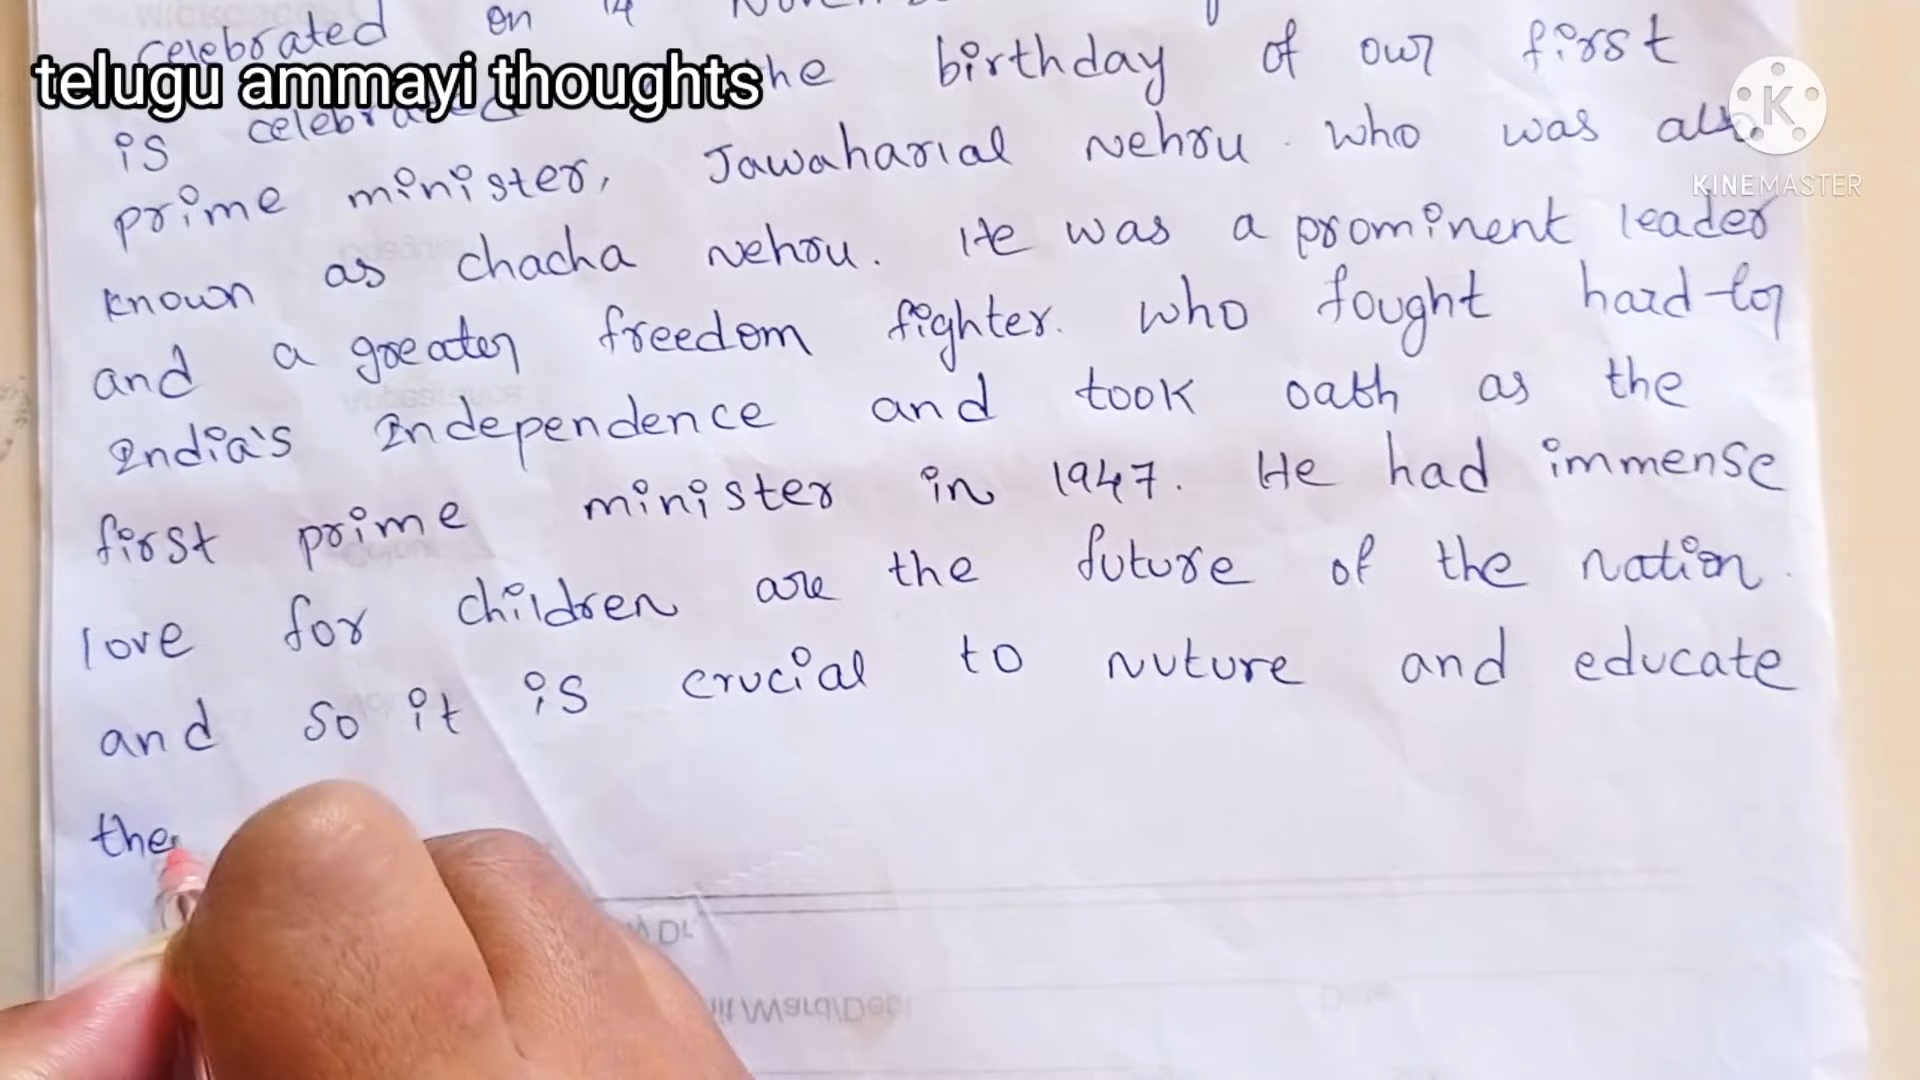 celebrated on 14 November
telugu ammayi thoughts
is celebrated the birthday of our first
prime minister, Jawaharial Nehru. who was also
K
KINEMASTER
known as chacha Nehru. He was a prominent leader
and a greater freedom fighter. who fought hard for
India's Independence and took oath as the
first prime minister in 1947. He had immense
love for children are the future of the nation.
and so it is crucial to nuture and educate
the